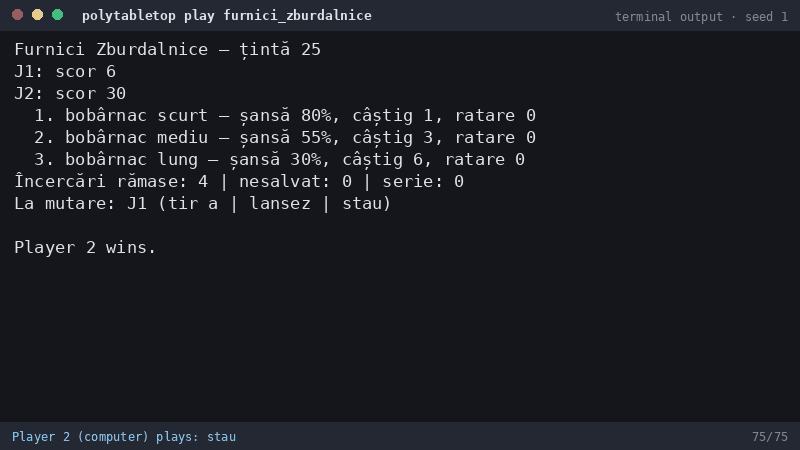 polytabletop play furnici_zburdalnice
terminal output · seed 1
Furnici Zburdalnice — țintă 25
J1: scor 6
J2: scor 30
1. bobârnac scurt — șansă 80%, câștig 1, ratare 0
2. bobârnac mediu — șansă 55%, câștig 3, ratare 0
3. bobârnac lung — șansă 30%, câștig 6, ratare 0
Încercări rămase: 4 | nesalvat: 0 | serie: 0
La mutare: J1 (tir a | lansez | stau)
Player 2 wins.
Player 2 (computer) plays: stau
75/75